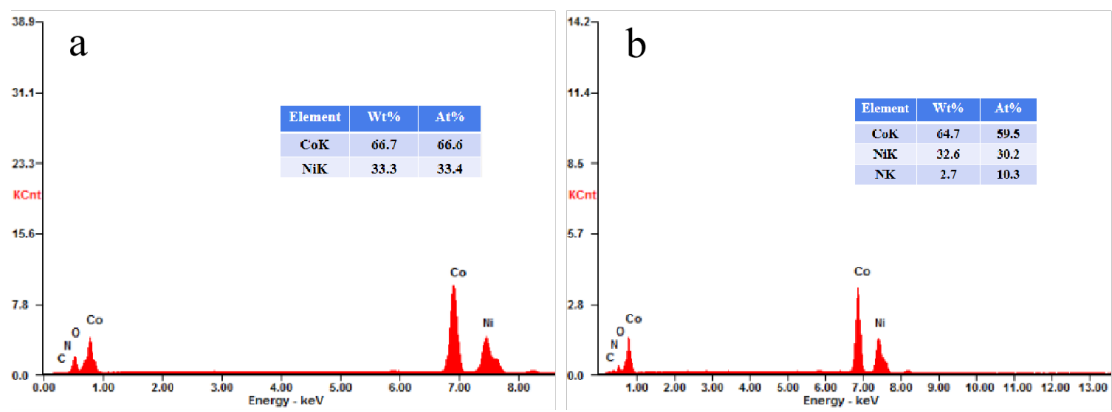 a
38.9
31.1
23.3
KCnt
15.6
7.8
0.0
Element Wt% At%
CoK 66.7 66.6
NiK 33.3 33.4
C N O Co
Co
Ni
0.00 1.00 2.00 3.00 4.00 5.00 6.00 7.00 8.00
Energy - keV
b
14.2
11.4
8.5
KCnt
5.7
2.8
0.0
Element Wt% At%
CoK 64.7 59.5
NiK 32.6 30.2
NK 2.7 10.3
C N O Co
Co
Ni
1.00 2.00 3.00 4.00 5.00 6.00 7.00 8.00 9.00 10.00 11.00 12.00 13.00
Energy - keV